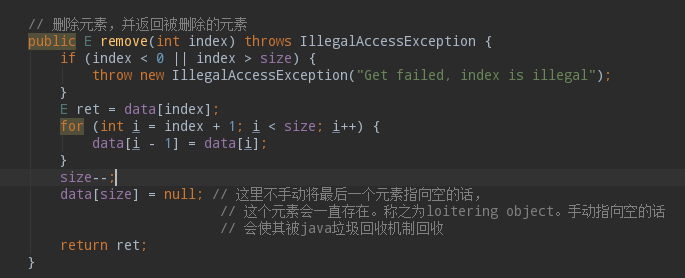 // 删除元素，并返回被删除的元素
public E remove(int index) throws IllegalAccessException {
if (index < 0 || index > size) {
throw new IllegalAccessException("Get failed, index is illegal");
}
E ret = data[index];
for (int i = index + 1; i < size; i++) {
data[i - 1] = data[i];
}
size--;
data[size] = null; // 这里不手动将最后一个元素指向空的话，
// 这个元素会一直存在。称之为loitering object。手动指向空的话
// 会使其被java垃圾回收机制回收
return ret;
}